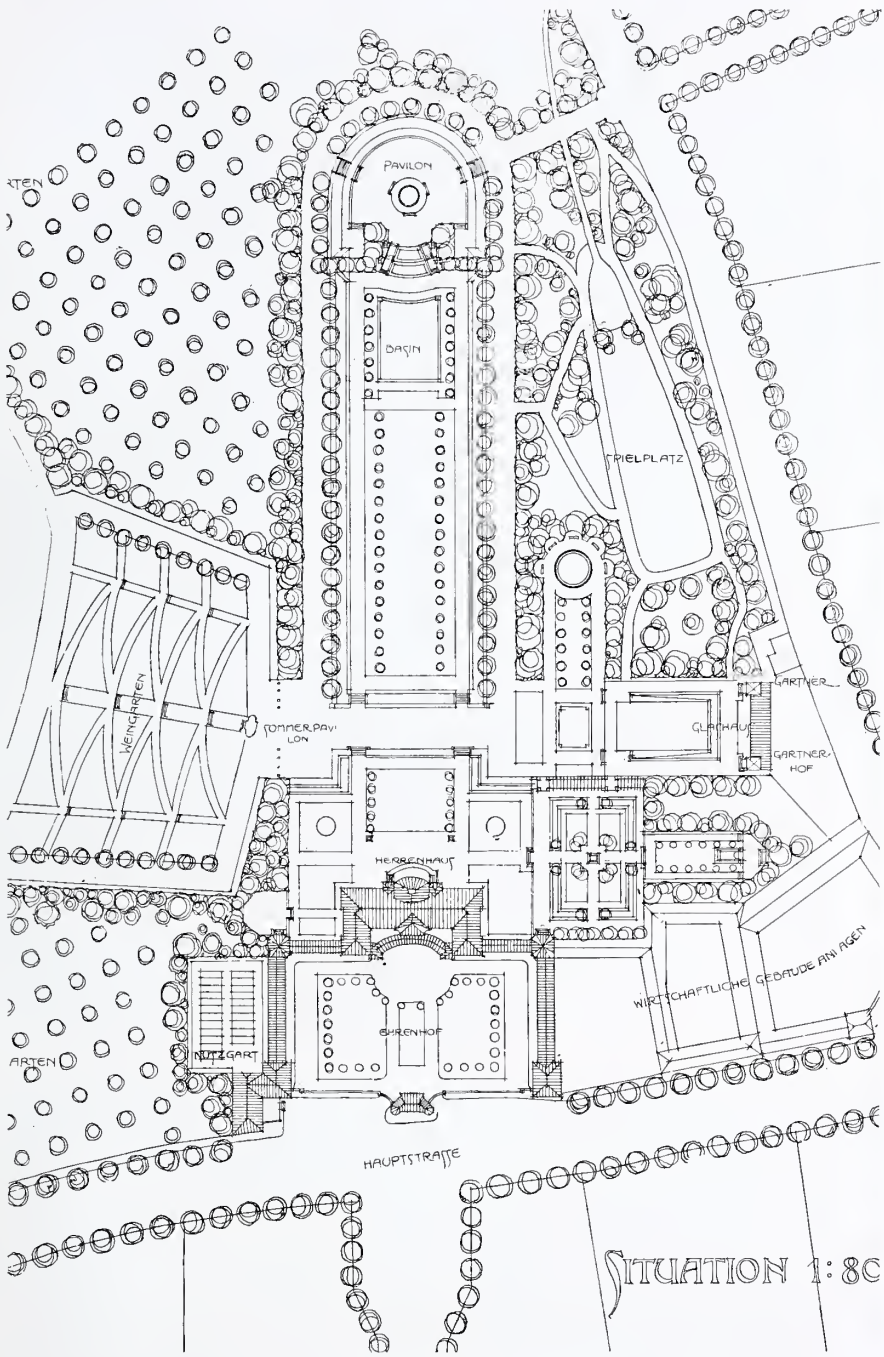 PAVILON
RTEN
BASIN
SPIELPLATZ
WEINGARTEN
SOMMERPAVI
LON
GÄRTNER
GLASHAUS
GÄRTNER-
HOF
HERRENHAUS
WIRTSCHAFTLICHE GEBÄUDE ANLAGEN
EHRENHOF
NUTZGART
ARTEN
HAUPTSTRASSE
SITUATION 1:80